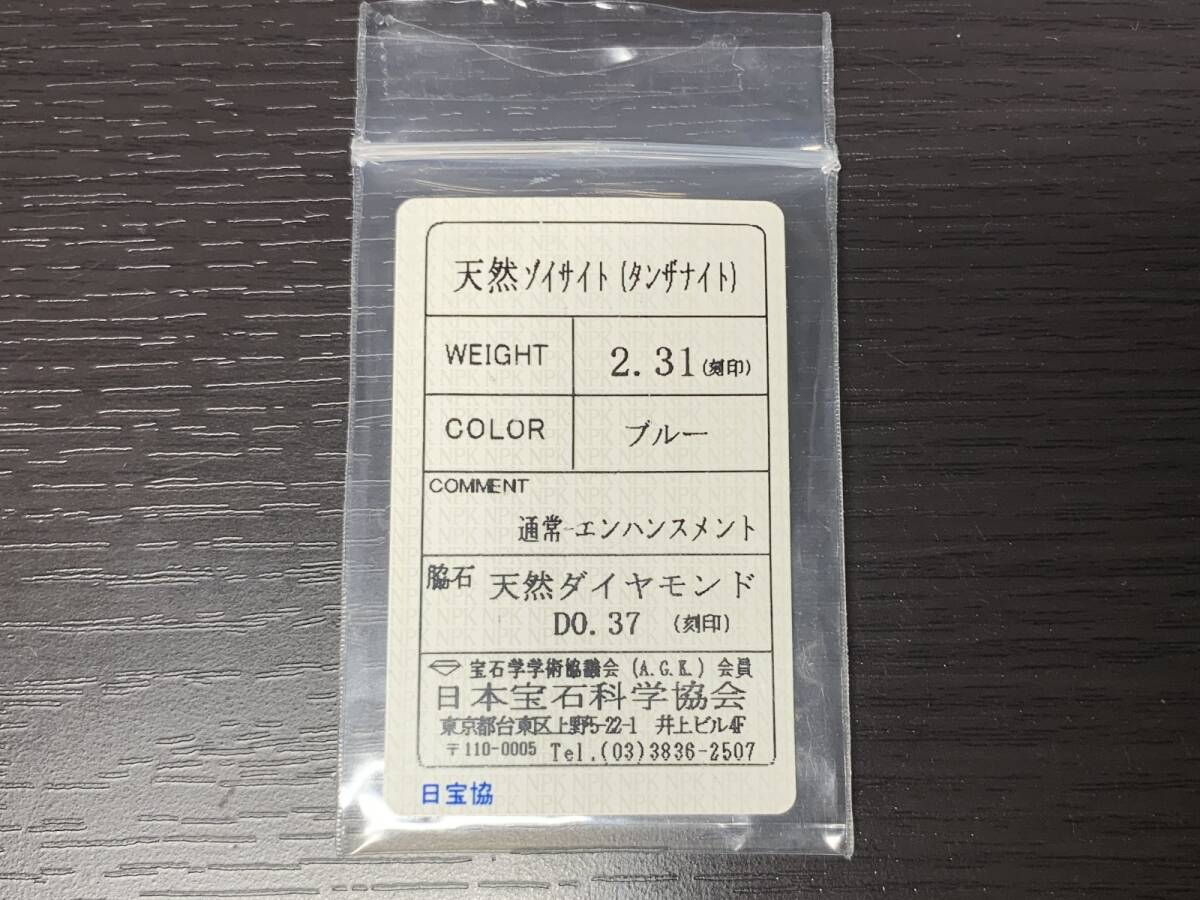 天然ゾイサイト(タンザナイト)
WEIGHT 2.31(刻印)
COLOR ブルー
COMMENT
通常-エンハンスメント
脇石 天然ダイヤモンド
D0.37 (刻印)
宝石学学術協議会(A.G.K.)会員
日本宝石科学協会
東京都台東区上野5-22-1 井上ビル4F
〒110-0005 Tel.(03)3836-2507
日宝協